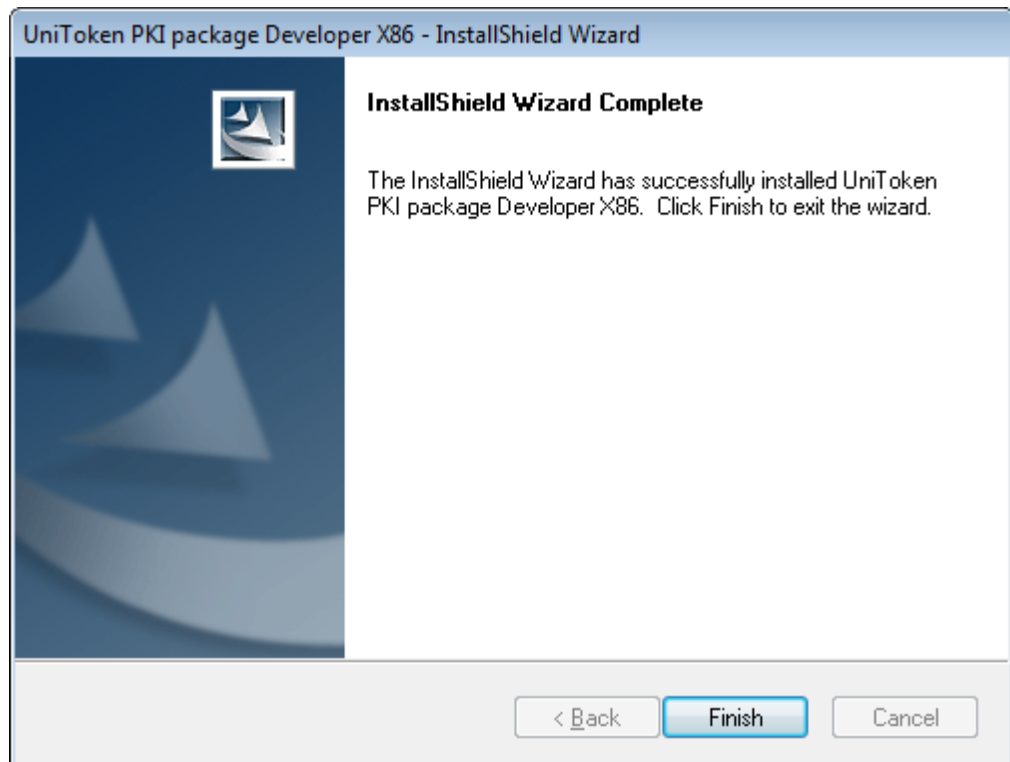 UniToken PKI package Developer X86 - InstallShield Wizard
InstallShield Wizard Complete
The InstallShield Wizard has successfully installed UniToken
PKI package Developer X86. Click Finish to exit the wizard.
< Back
Finish
Cancel